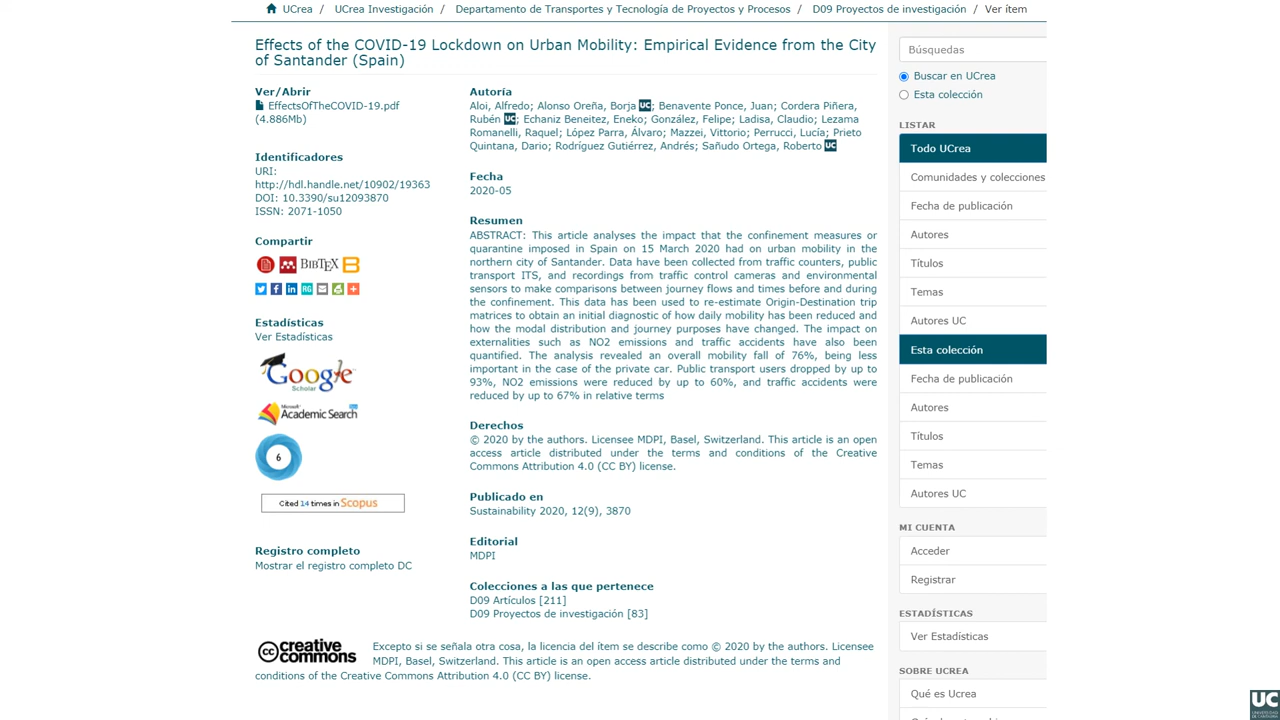 UCrea / UCrea Investigación / Departamento de Transportes y Tecnología de Proyectos y Procesos / D09 Proyectos de investigación / Ver ítem
Effects of the COVID-19 Lockdown on Urban Mobility: Empirical Evidence from the City
of Santander (Spain)
Ver/Abrir
EffectsOfTheCOVID-19.pdf
(4.886Mb)
Identificadores
URI:
http://hdl.handle.net/10902/19363
DOI: 10.3390/su12093870
ISSN: 2071-1050
Compartir
BIBTEX
Estadísticas
Ver Estadísticas
Google
Scholar
Microsoft
Academic Search
6
Cited 14 times in Scopus
Registro completo
Mostrar el registro completo DC
Autoría
Aloi, Alfredo; Alonso Oreña, Borja UC; Benavente Ponce, Juan; Cordera Piñera,
Rubén UC; Echaniz Beneitez, Eneko; González, Felipe; Ladisa, Claudio; Lezama
Romanelli, Raquel; López Parra, Álvaro; Mazzei, Vittorio; Perrucci, Lucía; Prieto
Quintana, Dario; Rodríguez Gutiérrez, Andrés; Sañudo Ortega, Roberto UC
Fecha
2020-05
Resumen
ABSTRACT: This article analyses the impact that the confinement measures or
quarantine imposed in Spain on 15 March 2020 had on urban mobility in the
northern city of Santander. Data have been collected from traffic counters, public
transport ITS, and recordings from traffic control cameras and environmental
sensors to make comparisons between journey flows and times before and during
the confinement. This data has been used to re-estimate Origin-Destination trip
matrices to obtain an initial diagnostic of how daily mobility has been reduced and
how the modal distribution and journey purposes have changed. The impact on
externalities such as NO2 emissions and traffic accidents have also been
quantified. The analysis revealed an overall mobility fall of 76%, being less
important in the case of the private car. Public transport users dropped by up to
93%, NO2 emissions were reduced by up to 60%, and traffic accidents were
reduced by up to 67% in relative terms
Derechos
© 2020 by the authors. Licensee MDPI, Basel, Switzerland. This article is an open
access article distributed under the terms and conditions of the Creative
Commons Attribution 4.0 (CC BY) license.
Publicado en
Sustainability 2020, 12(9), 3870
Editorial
MDPI
Colecciones a las que pertenece
D09 Artículos [211]
D09 Proyectos de investigación [83]
cc creative
commons
Excepto si se señala otra cosa, la licencia del ítem se describe como © 2020 by the authors. Licensee
MDPI, Basel, Switzerland. This article is an open access article distributed under the terms and
conditions of the Creative Commons Attribution 4.0 (CC BY) license.
Búsquedas
Buscar en UCrea
Esta colección
LISTAR
Todo UCrea
Comunidades y colecciones
Fecha de publicación
Autores
Títulos
Temas
Autores UC
Esta colección
Fecha de publicación
Autores
Títulos
Temas
Autores UC
MI CUENTA
Acceder
Registrar
ESTADÍSTICAS
Ver Estadísticas
SOBRE UCREA
Qué es Ucrea
UC